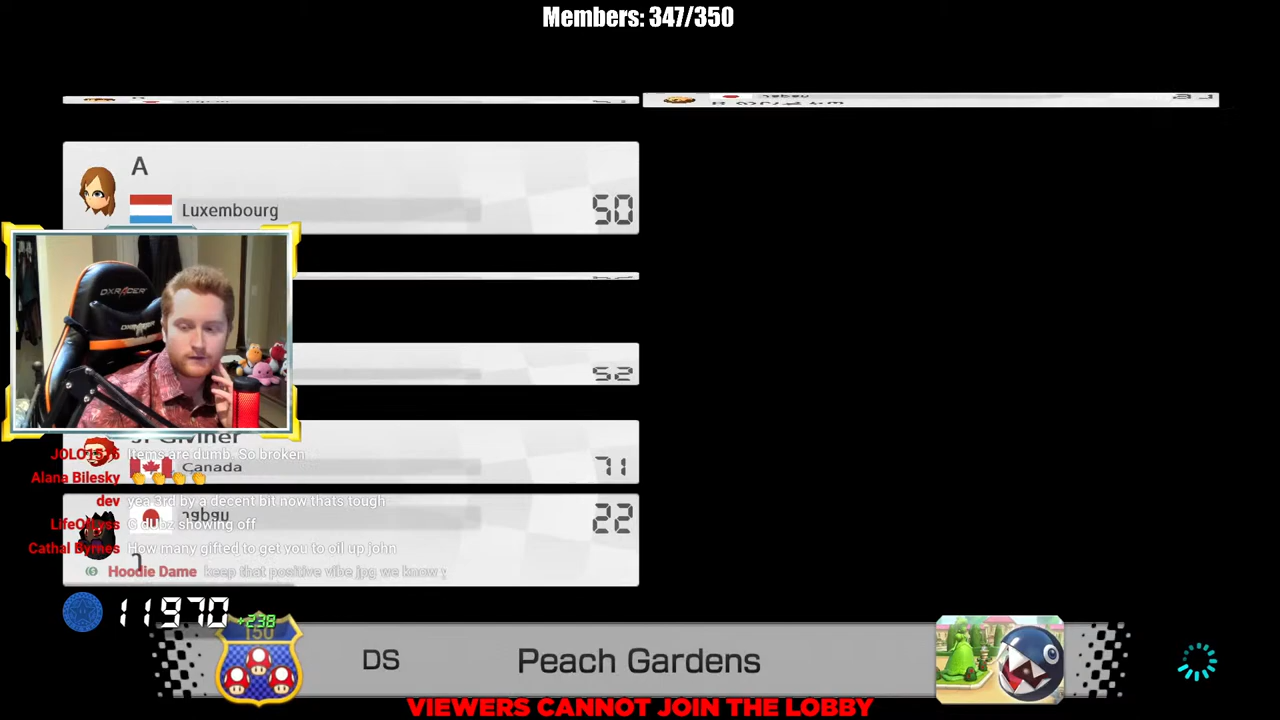 Members: 347/350
A
Luxembourg
50
DXRACER
52
JP Giviner
Canada
71
22
Items are dumb. So broken
Alana Bilesky 👏 👏 👏 👏
dev yea 3rd by a decent bit now thats tough
G dubz showing off
Cathal Byrnes How many gifted to get you to oil up john
Hoodie Dame keep that positive vibe jpg we know y
11970 +238
150
DS Peach Gardens
VIEWERS CANNOT JOIN THE LOBBY